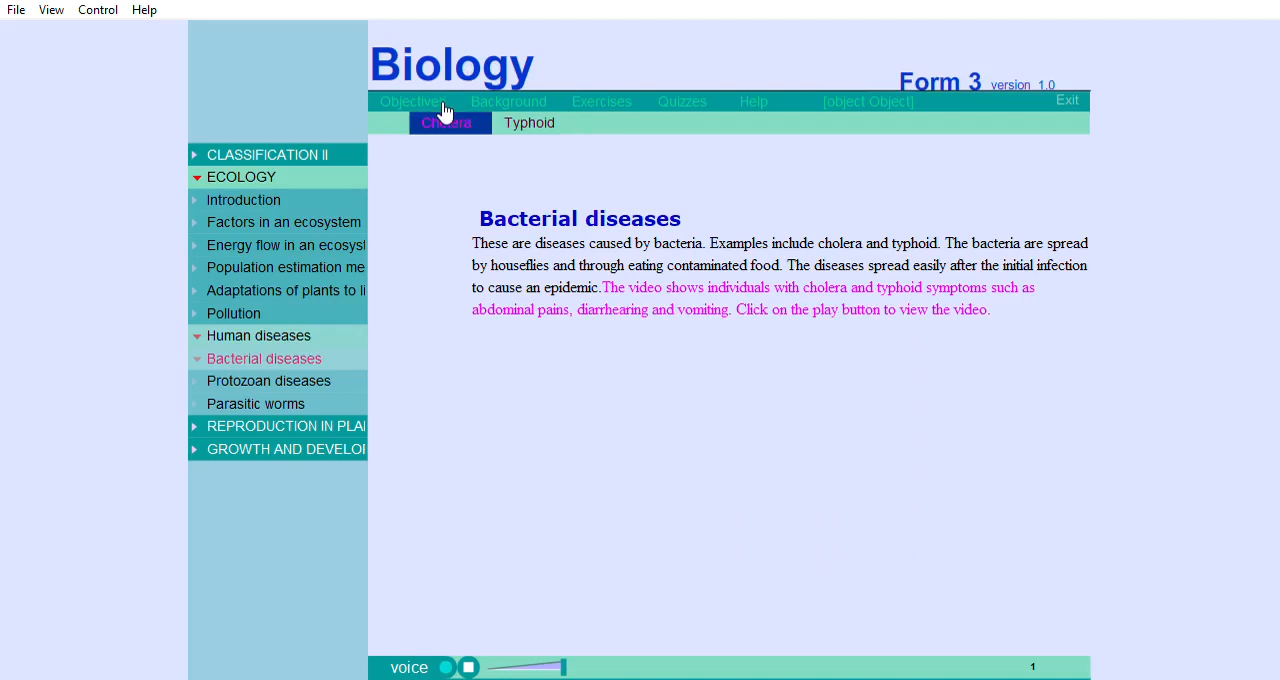 File View Control Help
Biology
Form 3 version 1.0
Objectives Background Exercises Quizzes Help [object Object] Exit
Cholera Typhoid
CLASSIFICATION II
ECOLOGY
Introduction
Factors in an ecosystem
Energy flow in an ecosyst
Population estimation me
Adaptations of plants to li
Pollution
Human diseases
Bacterial diseases
Protozoan diseases
Parasitic worms
REPRODUCTION IN PLA
GROWTH AND DEVELO
Bacterial diseases
These are diseases caused by bacteria. Examples include cholera and typhoid. The bacteria are spread
by houseflies and through eating contaminated food. The diseases spread easily after the initial infection
to cause an epidemic.The video shows individuals with cholera and typhoid symptoms such as
abdominal pains, diarrhearing and vomiting. Click on the play button to view the video.
voice 1